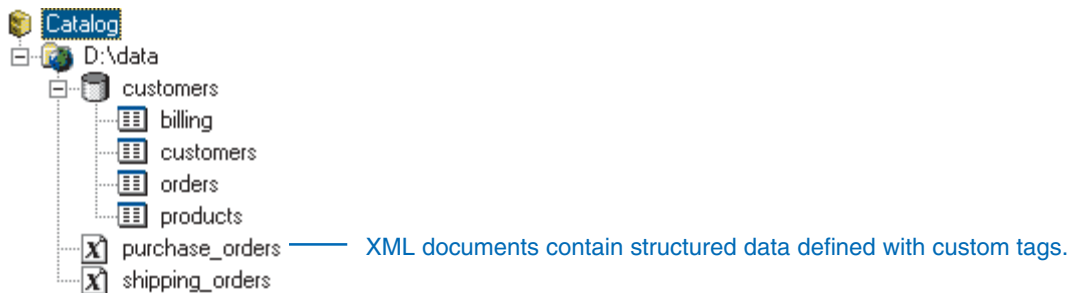 Catalog
D:\data
customers
billing
customers
orders
products
purchase_orders XML documents contain structured data defined with custom tags.
shipping_orders